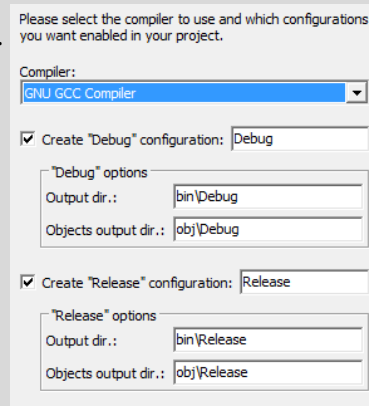 Please select the compiler to use and which configurations
you want enabled in your project.
Compiler:
GNU GCC Compiler
Create "Debug" configuration: Debug
"Debug" options
Output dir.: bin\Debug
Objects output dir.: obj\Debug
Create "Release" configuration: Release
"Release" options
Output dir.: bin\Release
Objects output dir.: obj\Release